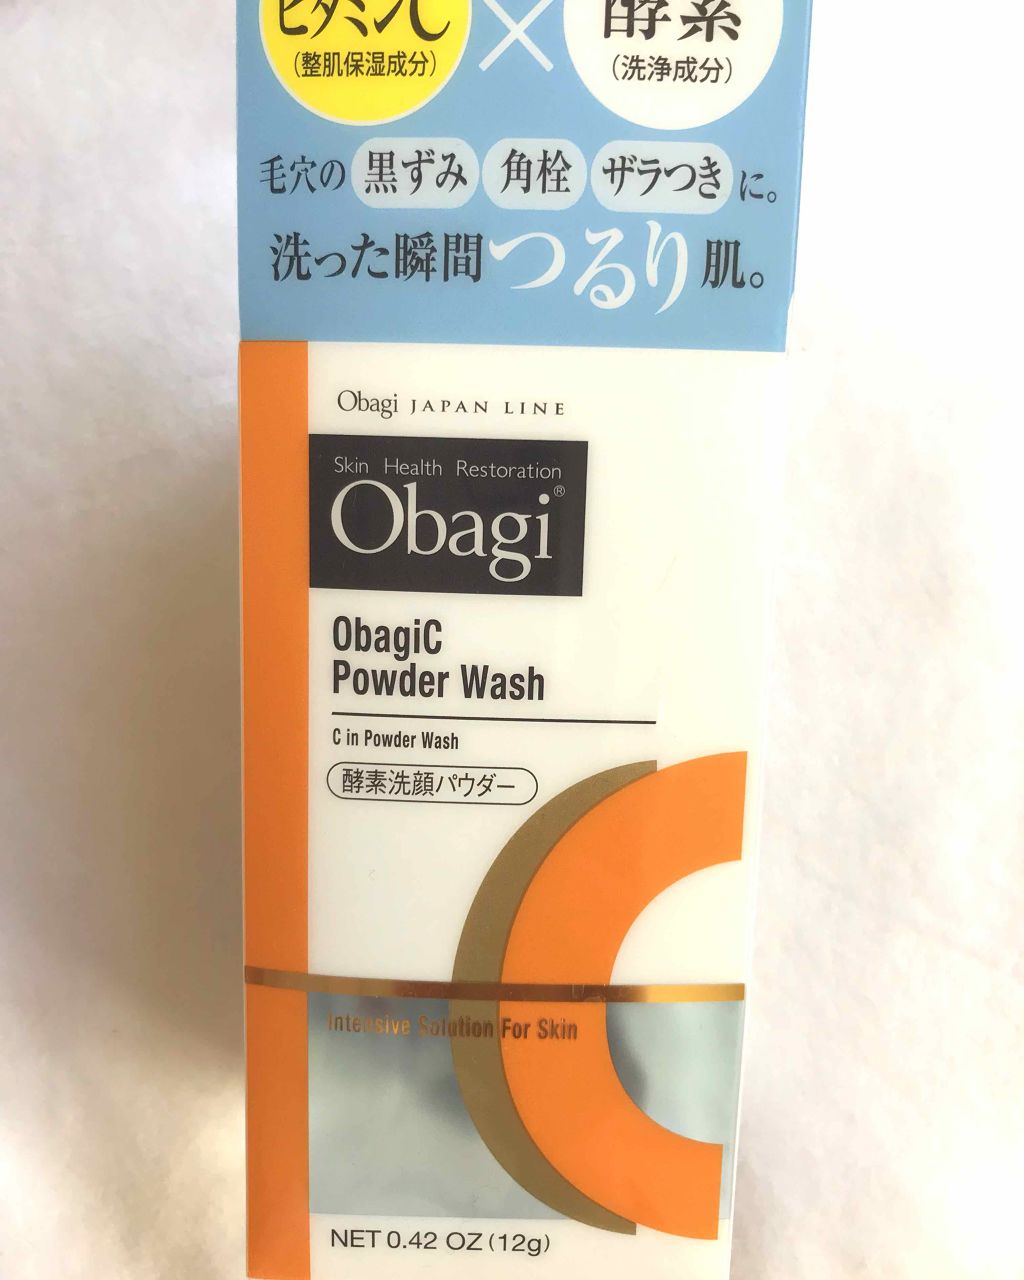 ビタミンC × 酵素
(整肌保湿成分) (洗浄成分)
毛穴の 黒ずみ 角栓 ザラつき に。
洗った瞬間つるり肌。
Obagi JAPAN LINE
Skin Health Restoration
Obagi®
ObagiC
Powder Wash
C in Powder Wash
酵素洗顔パウダー
Intensive Solution For Skin
NET 0.42 OZ (12g)